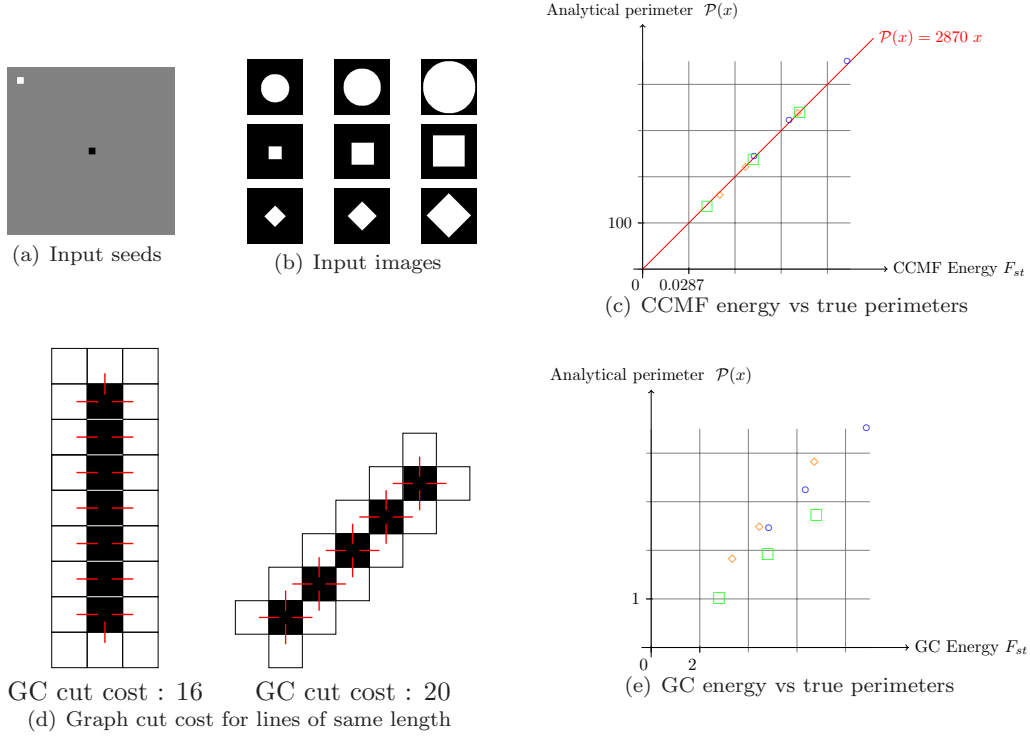 (a) Input seeds
(b) Input images
Analytical perimeter P(x)
P(x) = 2870 x
100
0
0.0287
CCMF Energy F_st
(c) CCMF energy vs true perimeters
GC cut cost : 16
GC cut cost : 20
(d) Graph cut cost for lines of same length
Analytical perimeter P(x)
1
0
2
GC Energy F_st
(e) GC energy vs true perimeters